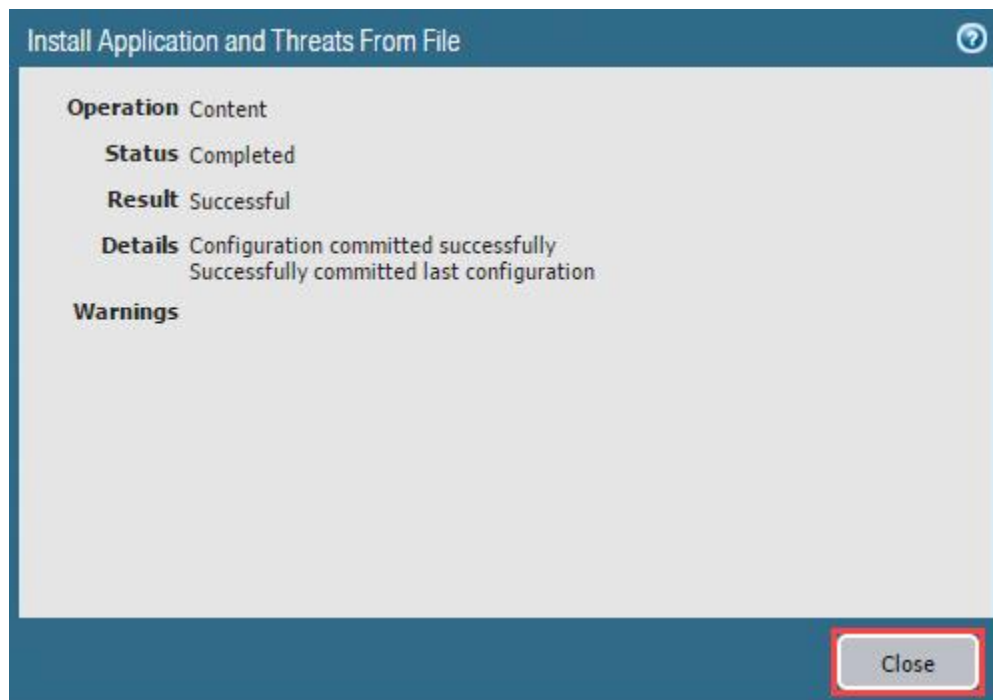 Install Application and Threats From File
Operation Content
Status Completed
Result Successful
Details Configuration committed successfully
Successfully committed last configuration
Warnings
Close